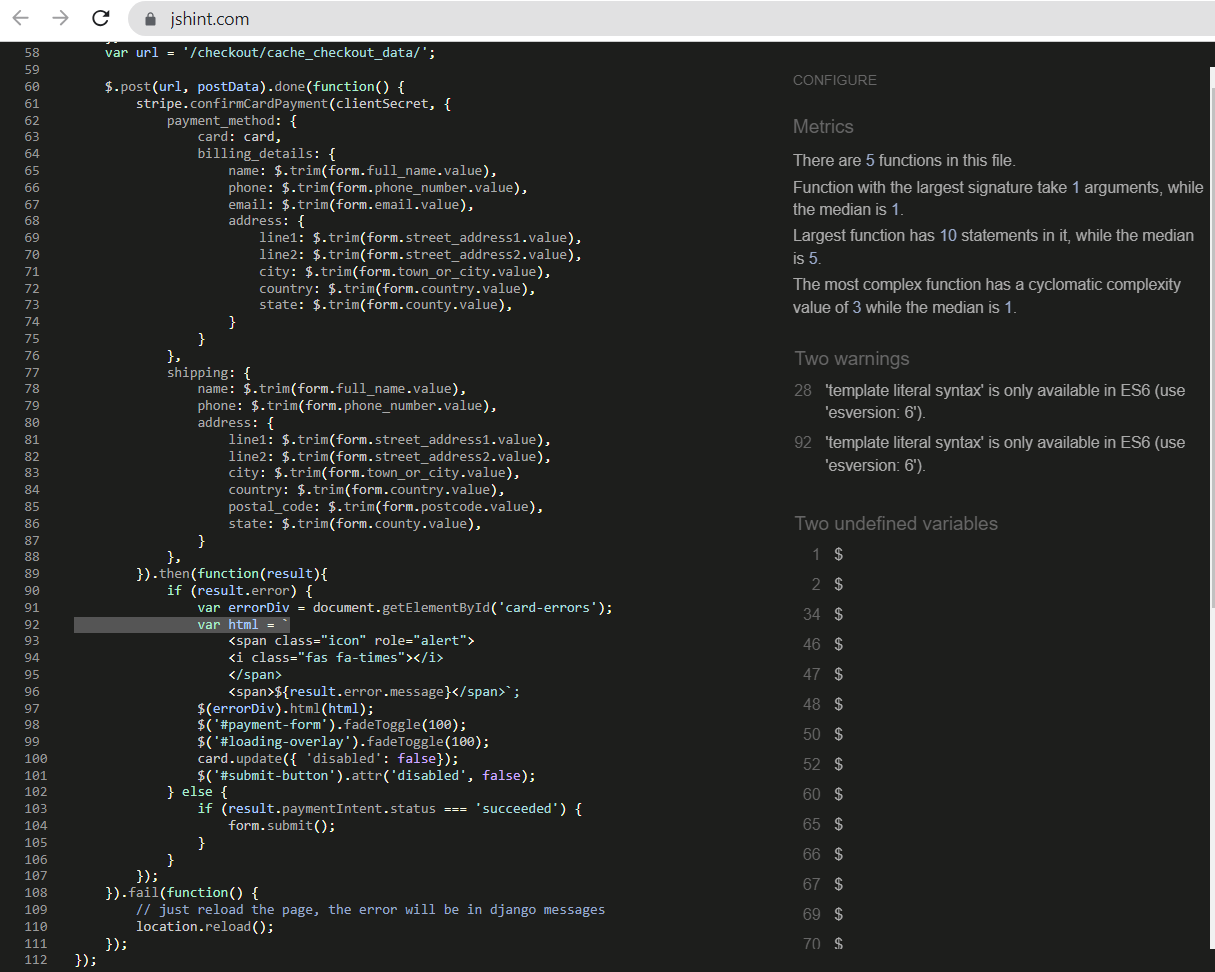 jshint.com
58 var url = '/checkout/cache_checkout_data/';
59
60 $.post(url, postData).done(function() {
61 stripe.confirmCardPayment(clientSecret, {
62 payment_method: {
63 card: card,
64 billing_details: {
65 name: $.trim(form.full_name.value),
66 phone: $.trim(form.phone_number.value),
67 email: $.trim(form.email.value),
68 address: {
69 line1: $.trim(form.street_address1.value),
70 line2: $.trim(form.street_address2.value),
71 city: $.trim(form.town_or_city.value),
72 country: $.trim(form.country.value),
73 state: $.trim(form.county.value),
74 }
75 }
76 },
77 shipping: {
78 name: $.trim(form.full_name.value),
79 phone: $.trim(form.phone_number.value),
80 address: {
81 line1: $.trim(form.street_address1.value),
82 line2: $.trim(form.street_address2.value),
83 city: $.trim(form.town_or_city.value),
84 country: $.trim(form.country.value),
85 postal_code: $.trim(form.postcode.value),
86 state: $.trim(form.county.value),
87 }
88 },
89 }).then(function(result){
90 if (result.error) {
91 var errorDiv = document.getElementById('card-errors');
92 var html = `
93 <span class="icon" role="alert">
94 <i class="fas fa-times"></i>
95 </span>
96 <span>${result.error.message}</span>`;
97 $(errorDiv).html(html);
98 $('#payment-form').fadeToggle(100);
99 $('#loading-overlay').fadeToggle(100);
100 card.update({ 'disabled': false});
101 $('#submit-button').attr('disabled', false);
102 } else {
103 if (result.paymentIntent.status === 'succeeded') {
104 form.submit();
105 }
106 }
107 });
108 }).fail(function() {
109 // just reload the page, the error will be in django messages
110 location.reload();
111 });
112 });
CONFIGURE
Metrics
There are 5 functions in this file.
Function with the largest signature take 1 arguments, while
the median is 1.
Largest function has 10 statements in it, while the median
is 5.
The most complex function has a cyclomatic complexity
value of 3 while the median is 1.
Two warnings
28 'template literal syntax' is only available in ES6 (use
'esversion: 6').
92 'template literal syntax' is only available in ES6 (use
'esversion: 6').
Two undefined variables
1 $
2 $
34 $
46 $
47 $
48 $
50 $
52 $
60 $
65 $
66 $
67 $
69 $
70 $